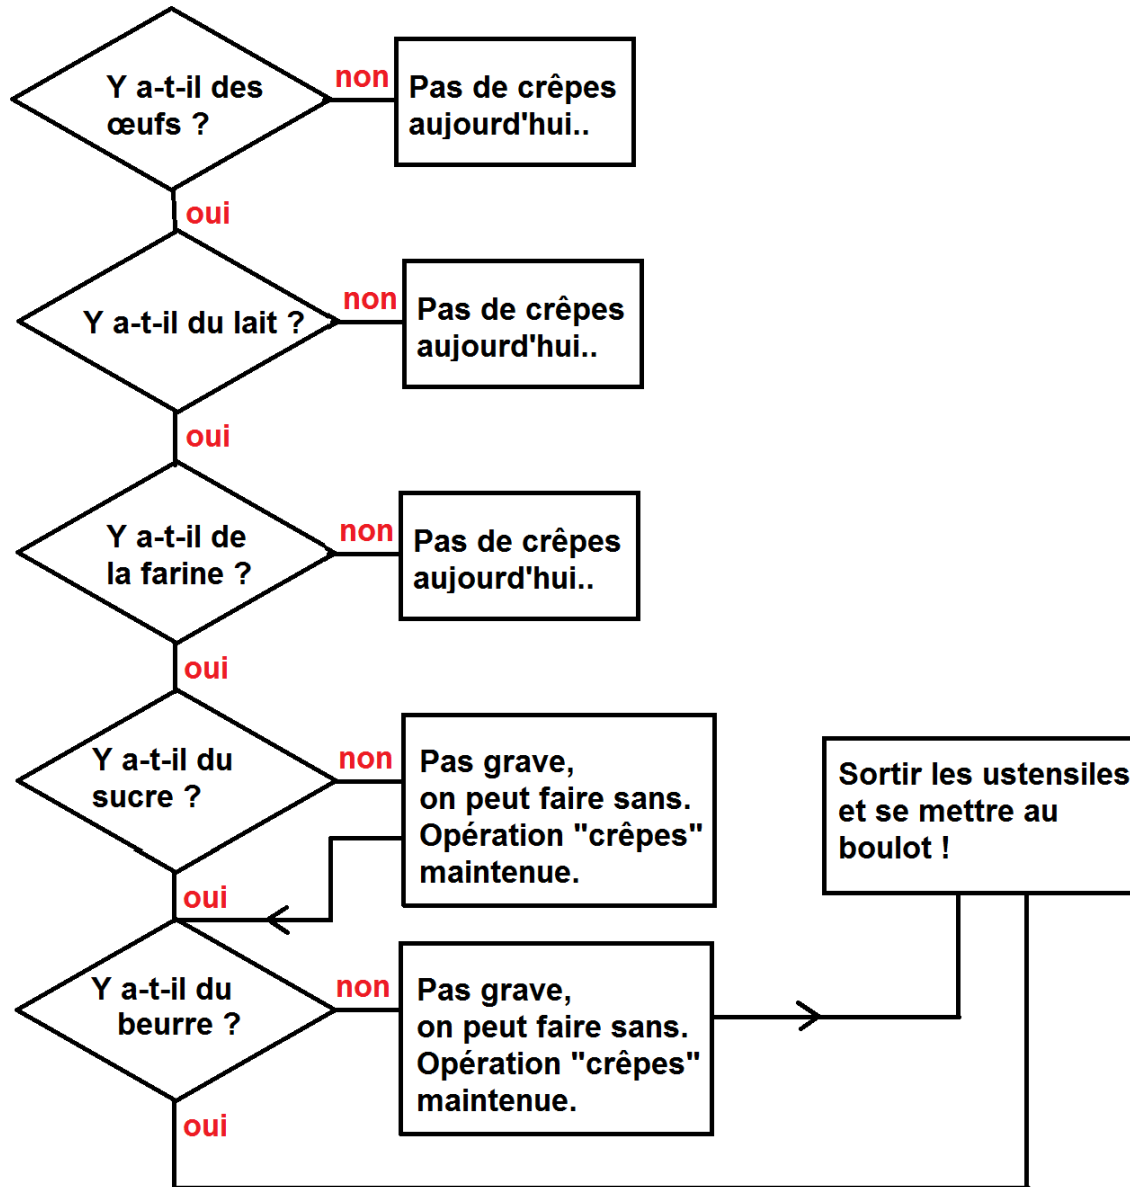 Y a-t-il des
œufs ?
non
Pas de crêpes
aujourd'hui..
oui
Y a-t-il du lait ?
non
Pas de crêpes
aujourd'hui..
oui
Y a-t-il de
la farine ?
non
Pas de crêpes
aujourd'hui..
oui
Y a-t-il du
sucre ?
non
Pas grave,
on peut faire sans.
Opération "crêpes"
maintenue.
oui
Y a-t-il du
beurre ?
non
Pas grave,
on peut faire sans.
Opération "crêpes"
maintenue.
oui
Sortir les ustensiles
et se mettre au
boulot !